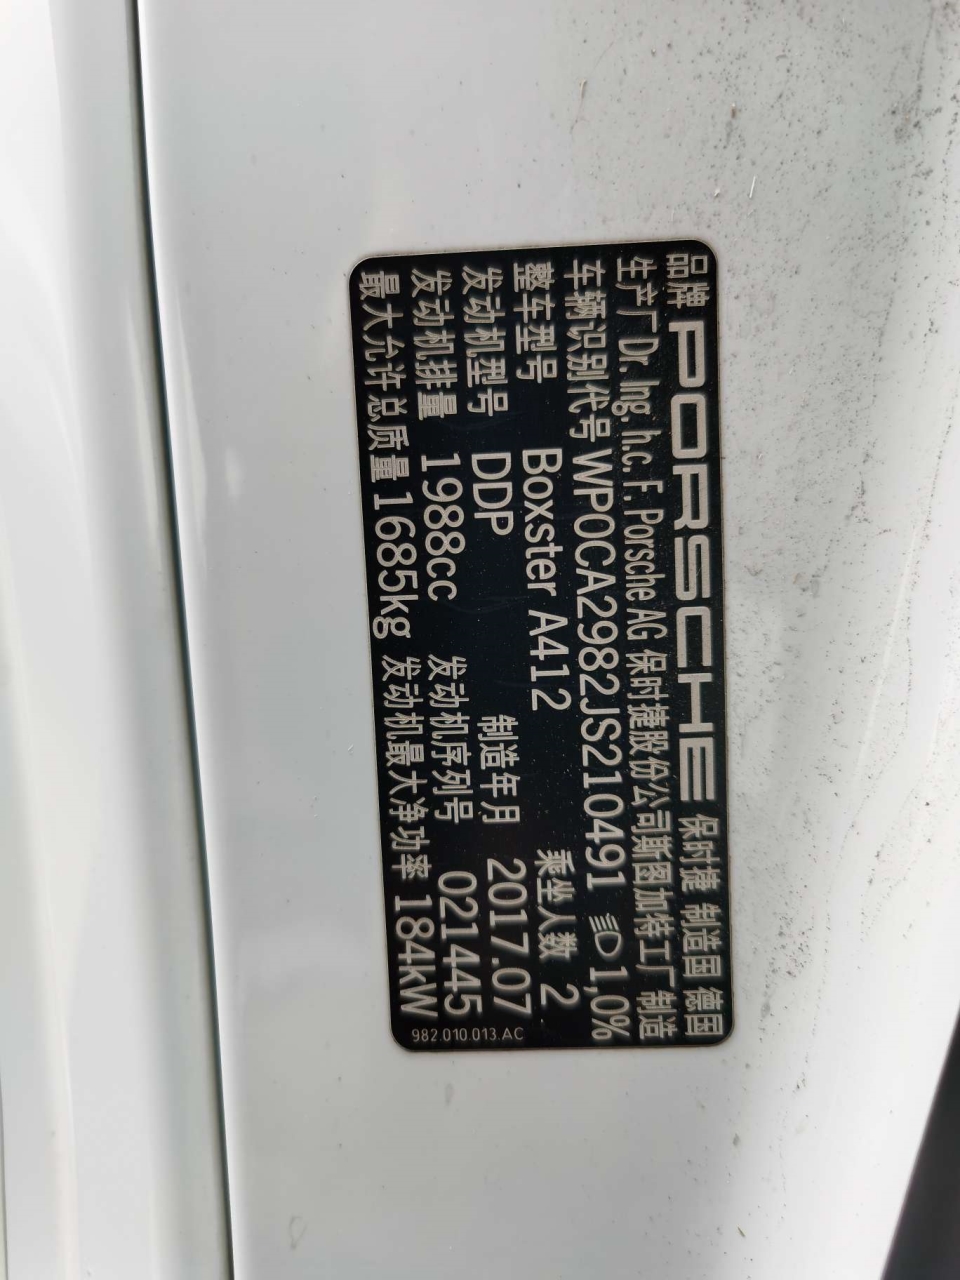 品牌 PORSCHE 保时捷 制造国 德国
生产厂 Dr. Ing. h.c. F. Porsche AG 保时捷股份公司斯图加特工厂 制造
车辆识别代号 WP0CA2982JS210491 1,0%
整车型号 Boxster A412 乘坐人数 2
发动机型号 DDP 制造年月 2017.07
发动机排量 1988cc 发动机序列号 021445
最大允许总质量 1685kg 发动机最大净功率 184kW
982.010.013.AC